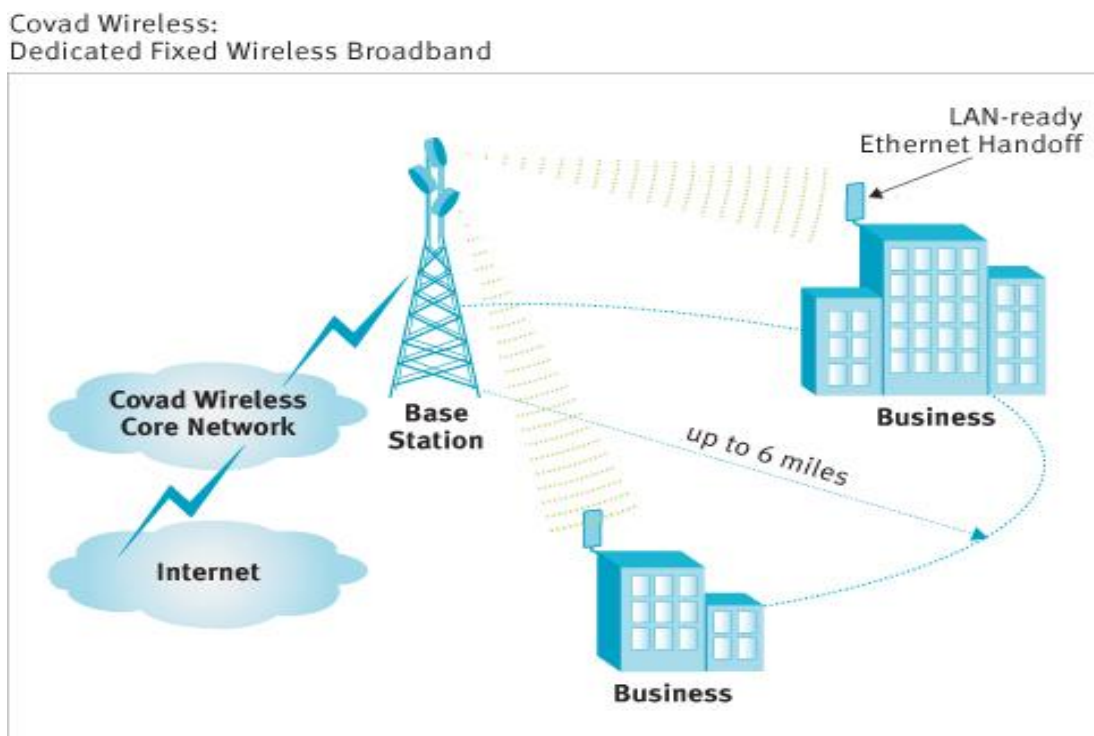 Covad Wireless:
Dedicated Fixed Wireless Broadband
LAN-ready
Ethernet Handoff
Covad Wireless
Core Network
Base
Station
Business
up to 6 miles
Internet
Business